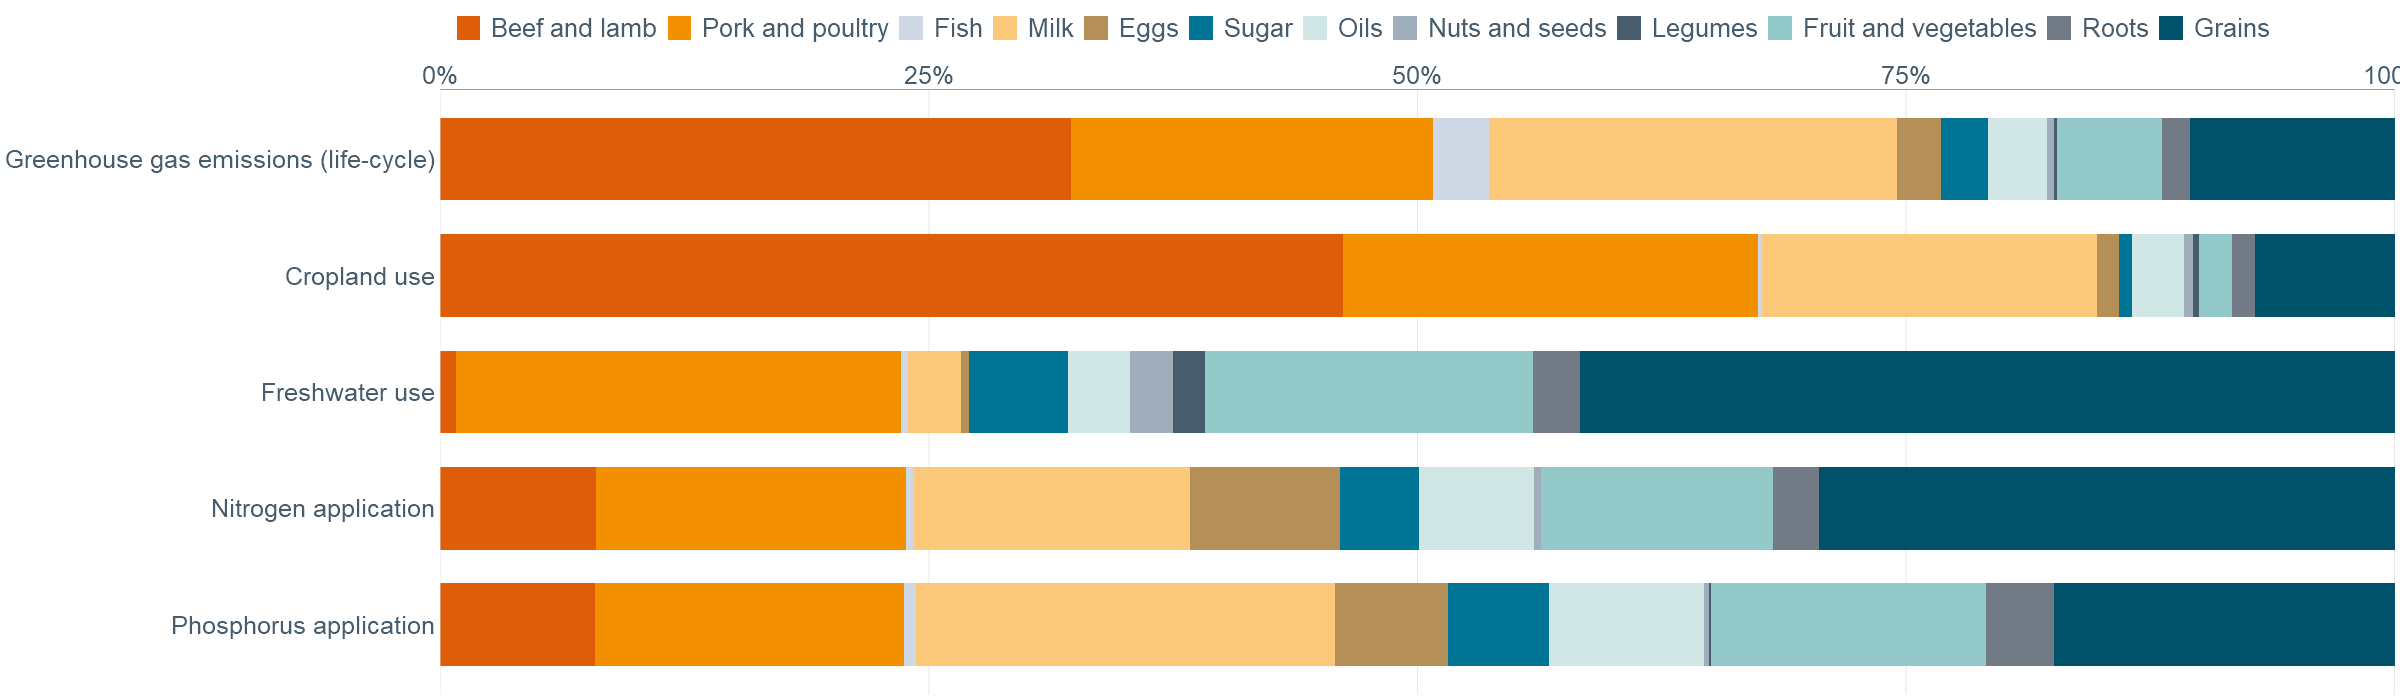 Beef and lamb Pork and poultry Fish Milk Eggs Sugar Oils Nuts and seeds Legumes Fruit and vegetables Roots Grains
0% 25% 50% 75% 100
Greenhouse gas emissions (life-cycle)
Cropland use
Freshwater use
Nitrogen application
Phosphorus application